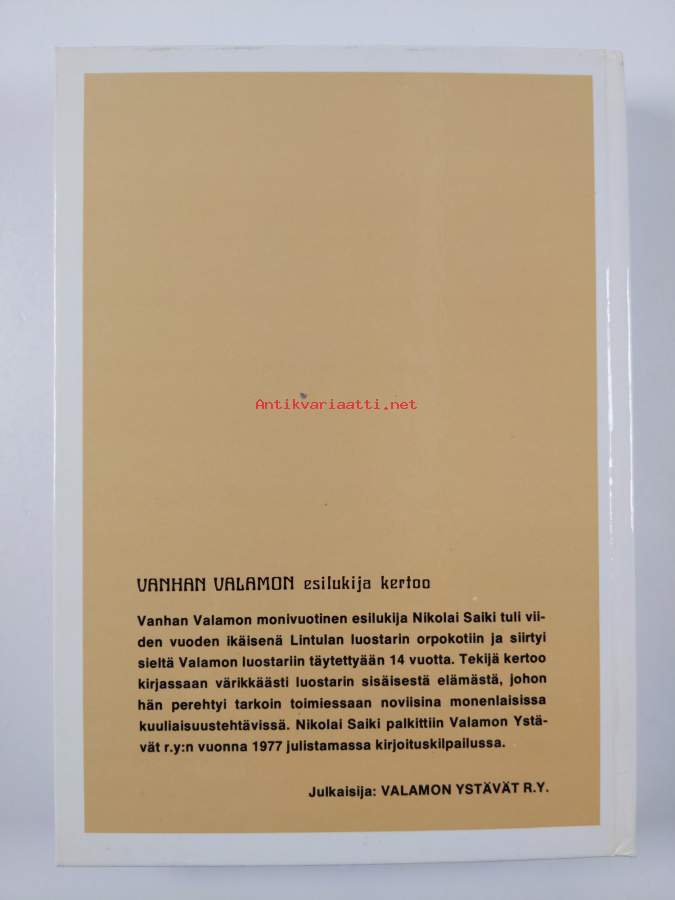 Antikvariaatti.net
VANHAN VALAMON esilukija kertoo
Vanhan Valamon monivuotinen esilukija Nikolai Saiki tuli vii-
den vuoden ikäisenä Lintulan luostarin orpokotiin ja siirtyi
sieltä Valamon luostariin täytettyään 14 vuotta. Tekijä kertoo
kirjassaan värikkäästi luostarin sisäisestä elämästä, johon
hän perehtyi tarkoin toimiessaan noviisina monenlaisissa
kuuliaisuustehtävissä. Nikolai Saiki palkittiin Valamon Ystä-
vät r.y:n vuonna 1977 julistamassa kirjoituskilpailussa.
Julkaisija: VALAMON YSTÄVÄT R.Y.